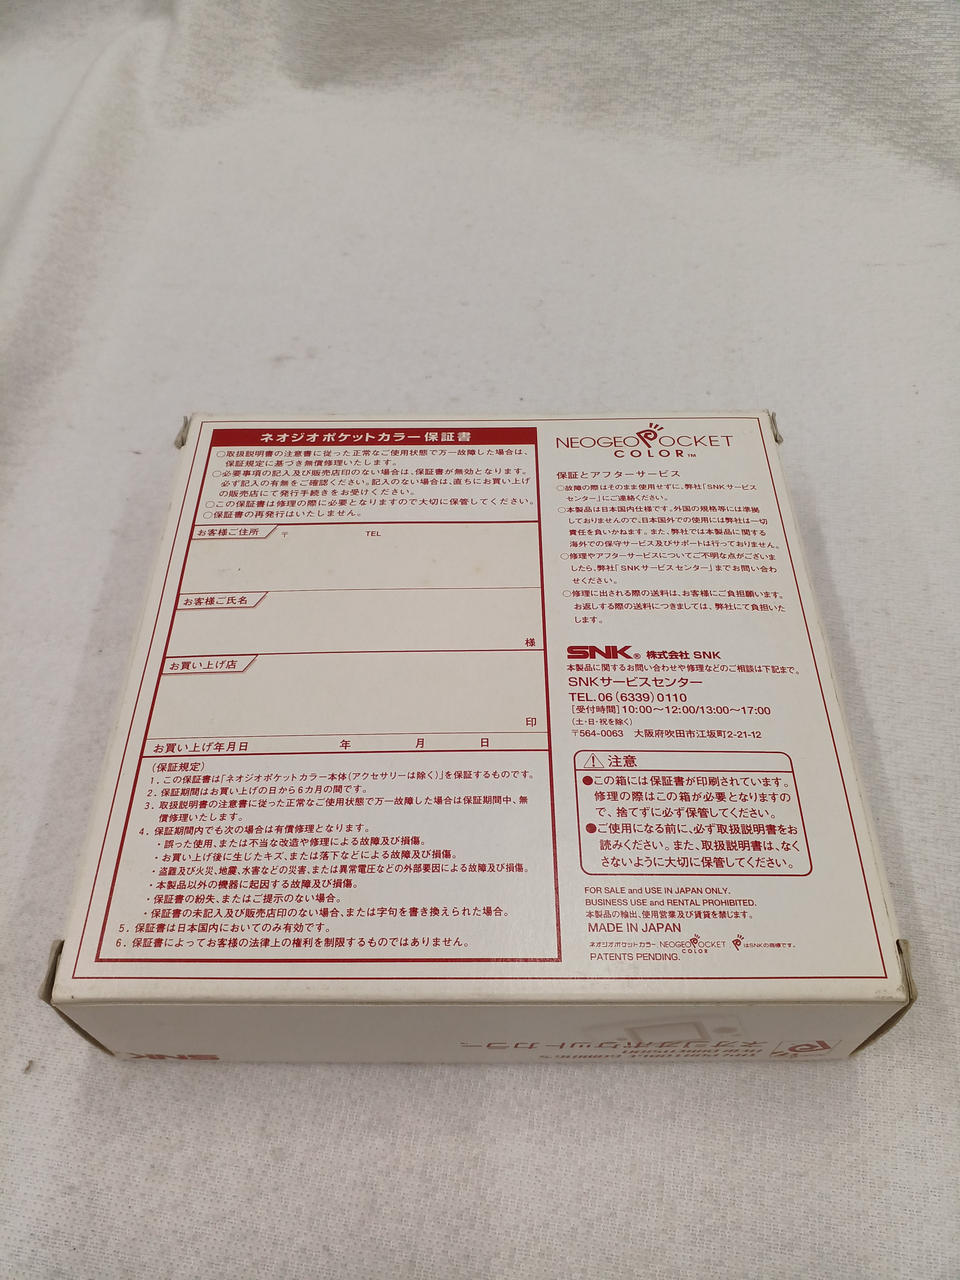 ネオジオポケットカラー保証書
○取扱説明書の注意書に従った正常なご使用状態で万一故障した場合は、
保証規定に基づき無償修理いたします。
○必要事項の記入及び販売店印のない場合は、保証書が無効となります。
必ず記入の有無をご確認ください。記入のない場合は、直ちにお買い上げ
の販売店にて発行手続きをお受けください。
○この保証書は修理の際に必要となりますので大切に保管してください。
○保証書の再発行はいたしません。
お客様ご住所 〒 TEL
お客様ご氏名
様
お買い上げ店
印
お買い上げ年月日 年 月 日
(保証規定)
1. この保証書は「ネオジオポケットカラー本体(アクセサリーは除く)」を保証するものです。
2. 保証期間はお買い上げの日から6カ月の間です。
3. 取扱説明書の注意書に従った正常なご使用状態で万一故障した場合は保証期間中、無
償修理いたします。
4. 保証期間内でも次の場合は有償修理となります。
・誤った使用、または不当な改造や修理による故障及び損傷。
・お買い上げ後に生じたキズ、または落下などによる故障及び損傷。
・盗難及び火災、地震、水害などの災害、または異常電圧などの外部要因による故障及び損傷。
・本製品以外の機器に起因する故障及び損傷。
・保証書の紛失、またはご提示のない場合。
・保証書の未記入及び販売店印のない場合、または字句を書き換えられた場合。
5. 保証書は日本国内においてのみ有効です。
6. 保証書によってお客様の法律上の権利を制限するものではありません。
NEOGEO POCKET
COLOR™
保証とアフターサービス
○故障の際はそのまま使用せずに、弊社「SNKサービス
センター」にご連絡ください。
○本製品は日本国内仕様です。外国の規格等には準拠
しておりませんので、日本国外での使用には弊社は一切
責任を負いかねます。また、弊社では本製品に関する
海外での保守サービス及びサポートは行っておりません。
○修理やアフターサービスについてご不明な点がございま
したら、弊社「SNKサービスセンター」までお問い合わ
せください。
○修理に出される際の送料は、お客様にご負担願います。
お返しする際の送料につきましては、弊社にて負担いた
します。
SNK® 株式会社 SNK
本製品に関するお問い合わせや修理などのご相談は下記まで。
SNKサービスセンター
TEL.06(6339)0110
[受付時間]10:00~12:00/13:00~17:00
(土・日・祝を除く)
〒564-0063 大阪府吹田市江坂町2-21-12
⚠注意
●この箱には保証書が印刷されています。
修理の際はこの箱が必要となりますの
で、捨てずに必ず保管してください。
●ご使用になる前に、必ず取扱説明書をお
読みください。また、取扱説明書は、なく
さないように大切に保管してください。
FOR SALE and USE IN JAPAN ONLY.
BUSINESS USE and RENTAL PROHIBITED.
本製品の輸出、使用営業及び賃貸を禁じます。
MADE IN JAPAN
ネオジオポケットカラー NEOGEO POCKET COLOR はSNKの商標です。
PATENTS PENDING.
SNK
ネオジオポケットカラー